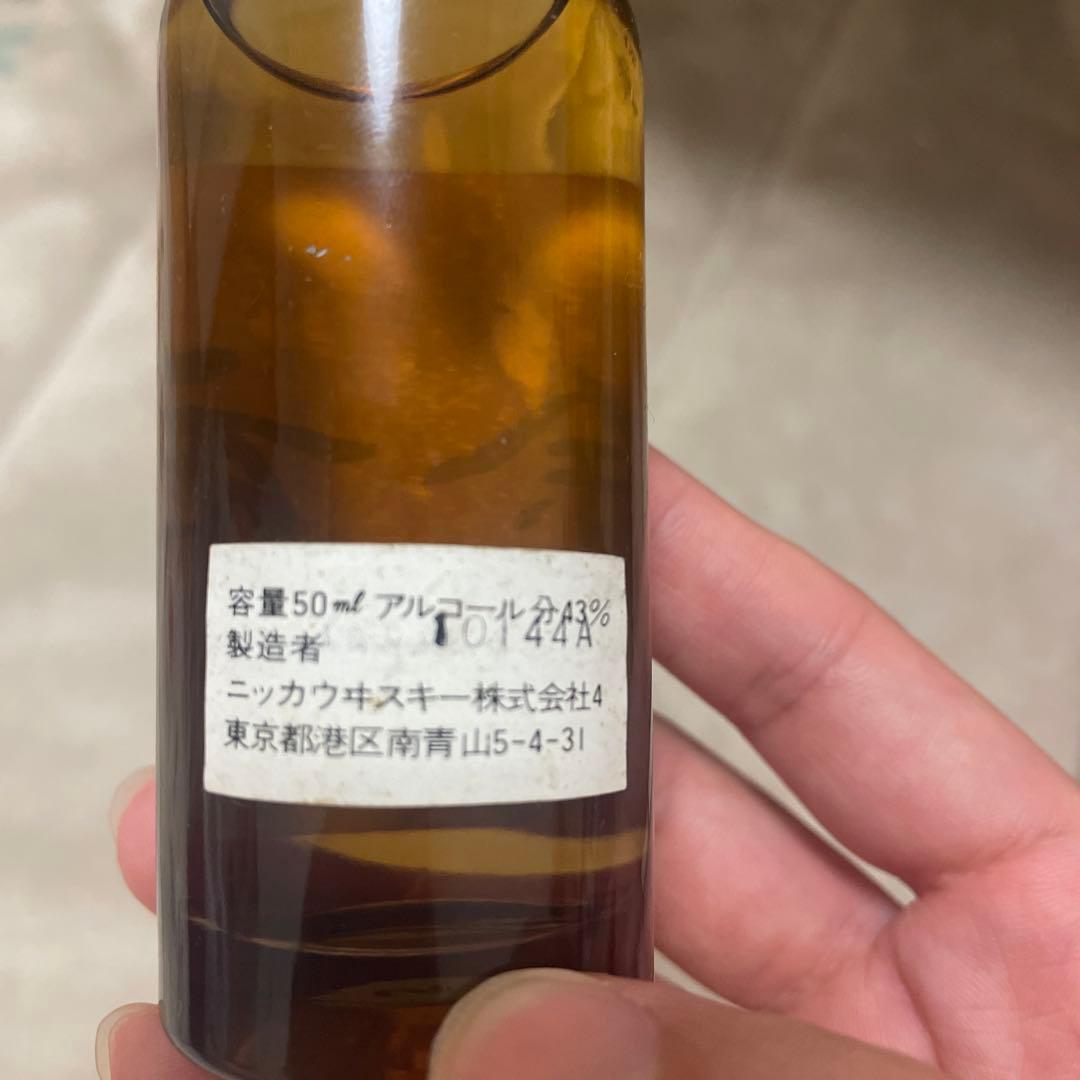 容量50ml アルコール分43%
製造者 10144A
ニッカウヰスキー株式会社4
東京都港区南青山5-4-31